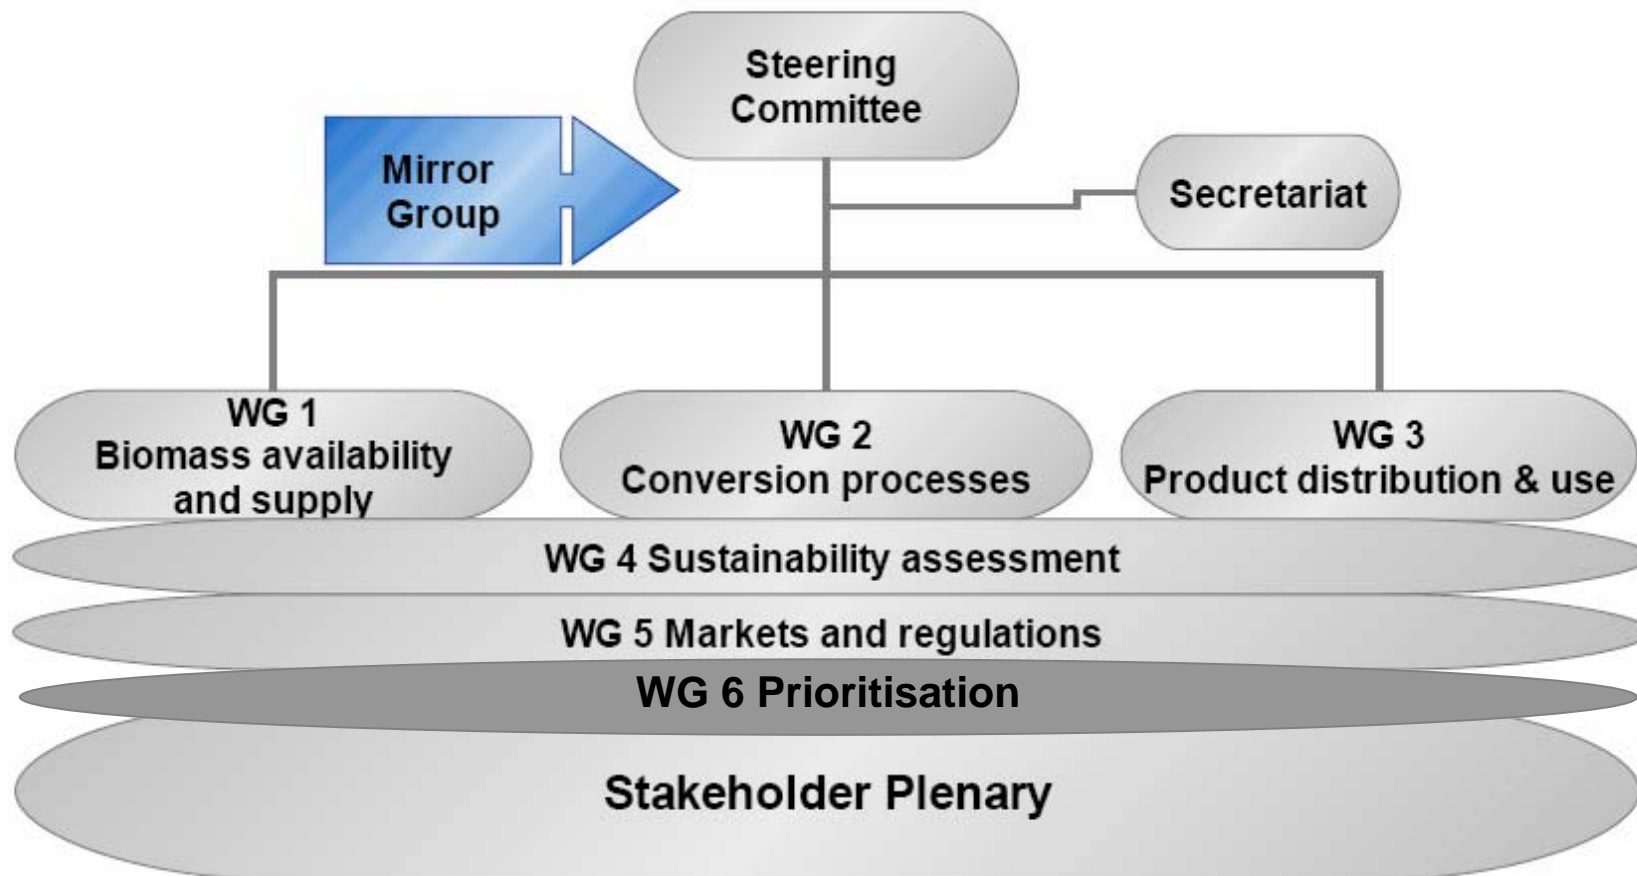 Steering
Committee
Mirror
Group
Secretariat
WG 1
Biomass availability
and supply
WG 2
Conversion processes
WG 3
Product distribution & use
WG 4 Sustainability assessment
WG 5 Markets and regulations
WG 6 Prioritisation
Stakeholder Plenary